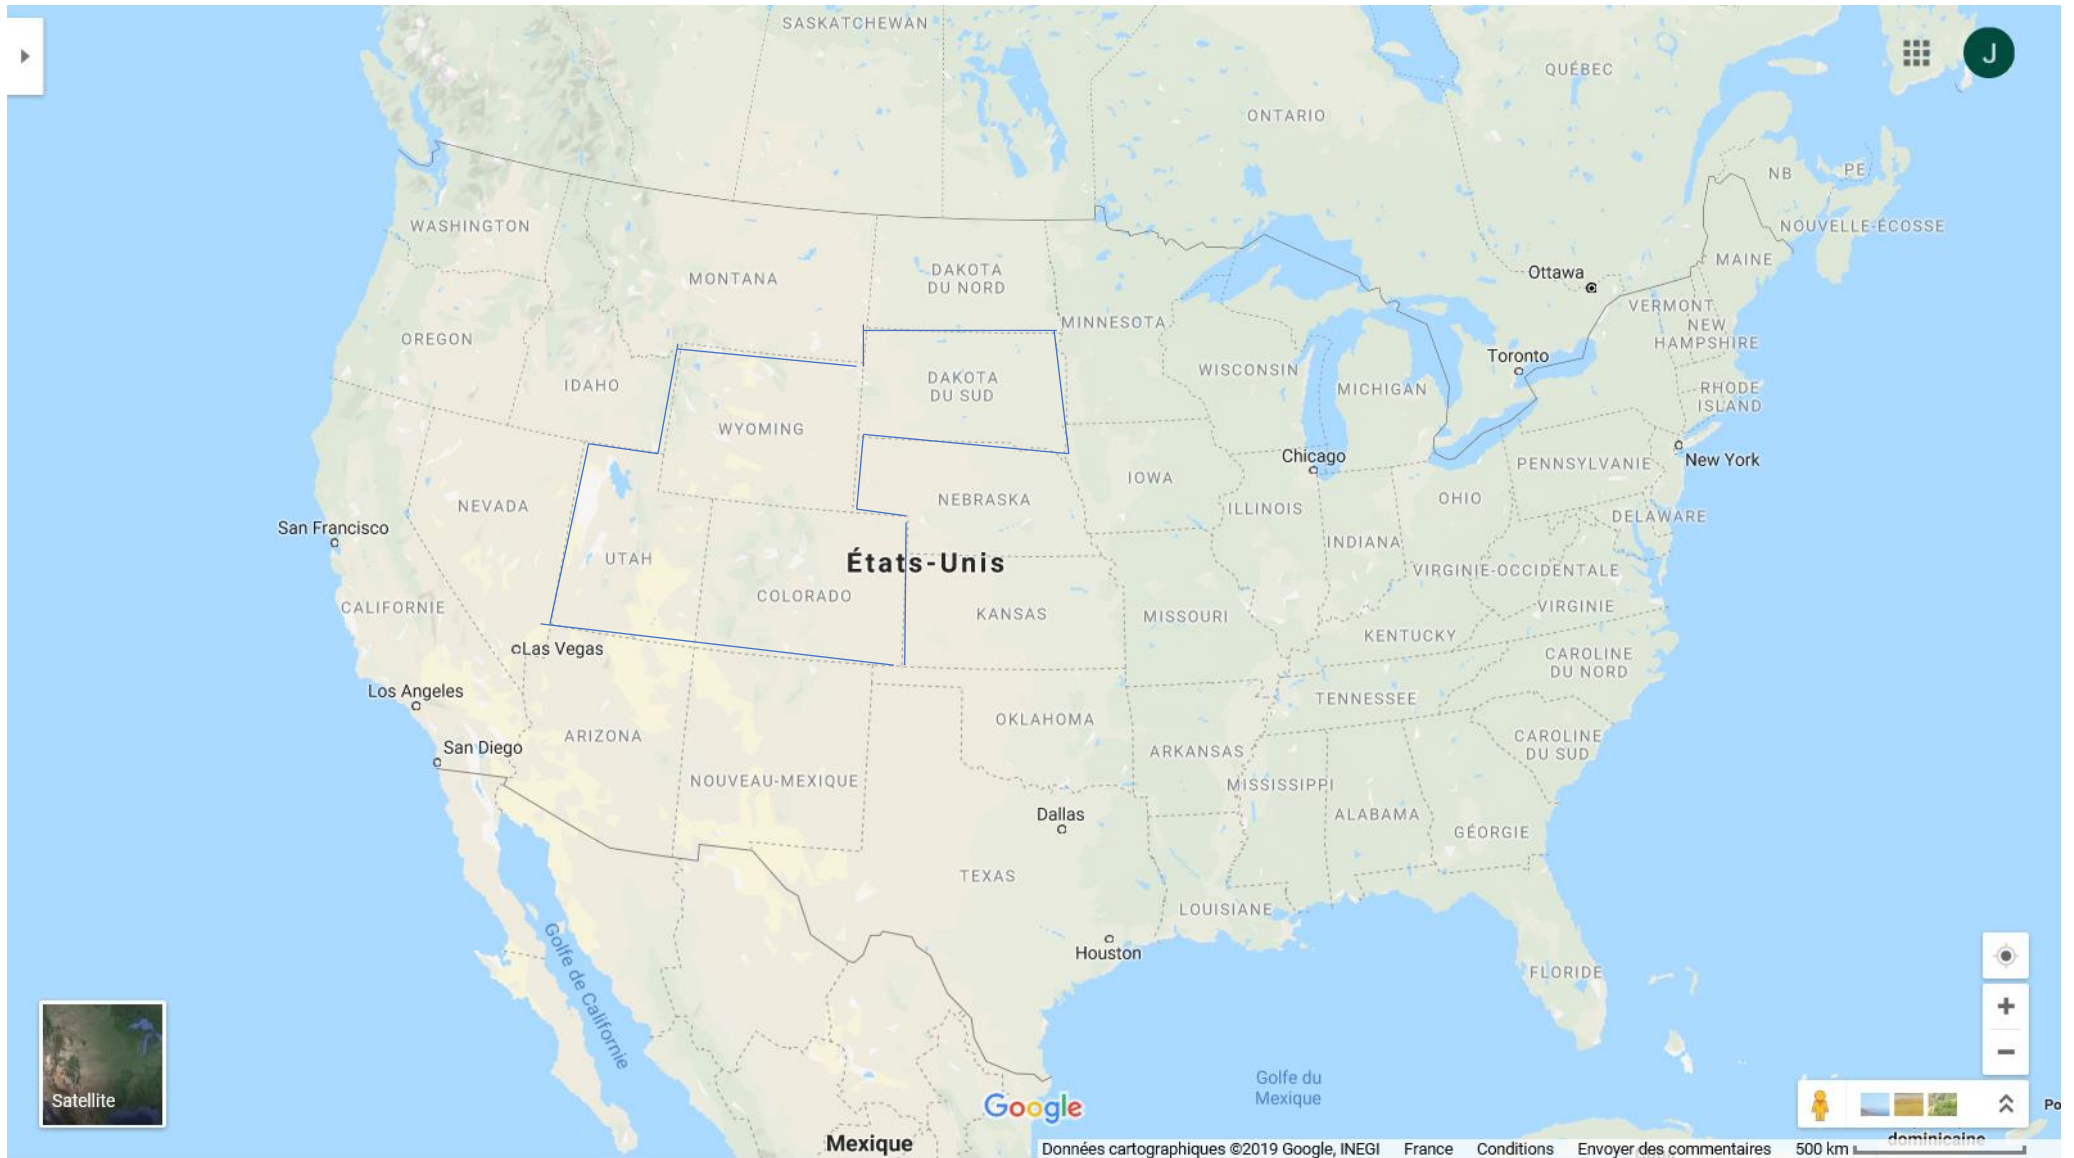 SASKATCHEWAN
QUÉBEC
ONTARIO
J
NB
PE
NOUVELLE-ÉCOSSE
WASHINGTON
MONTANA
DAKOTA
DU NORD
Ottawa
MAINE
VERMONT
NEW
HAMPSHIRE
MINNESOTA
OREGON
IDAHO
WISCONSIN
Toronto
DAKOTA
DU SUD
MICHIGAN
RHODE
ISLAND
WYOMING
Chicago
New York
PENNSYLVANIE
IOWA
NEBRASKA
NEVADA
ILLINOIS
OHIO
DELAWARE
San Francisco
INDIANA
UTAH
États-Unis
VIRGINIE-OCCIDENTALE
COLORADO
CALIFORNIE
KANSAS
MISSOURI
VIRGINIE
KENTUCKY
Las Vegas
CAROLINE
DU NORD
Los Angeles
TENNESSEE
OKLAHOMA
ARIZONA
San Diego
ARKANSAS
CAROLINE
DU SUD
NOUVEAU-MEXIQUE
MISSISSIPPI
Dallas
ALABAMA
GÉORGIE
TEXAS
LOUISIANE
Houston
FLORIDE
Golfe de Californie
Golfe du
Mexique
Satellite
Google
Po
Mexique
dominicaine
Données cartographiques ©2019 Google, INEGI France Conditions Envoyer des commentaires 500 km